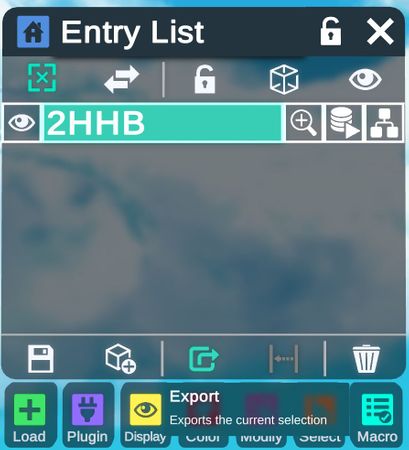 Entry List
2HHB
Export
Exports the current selection
Load
Plugin
Display
Color
Modify
Select
Macro